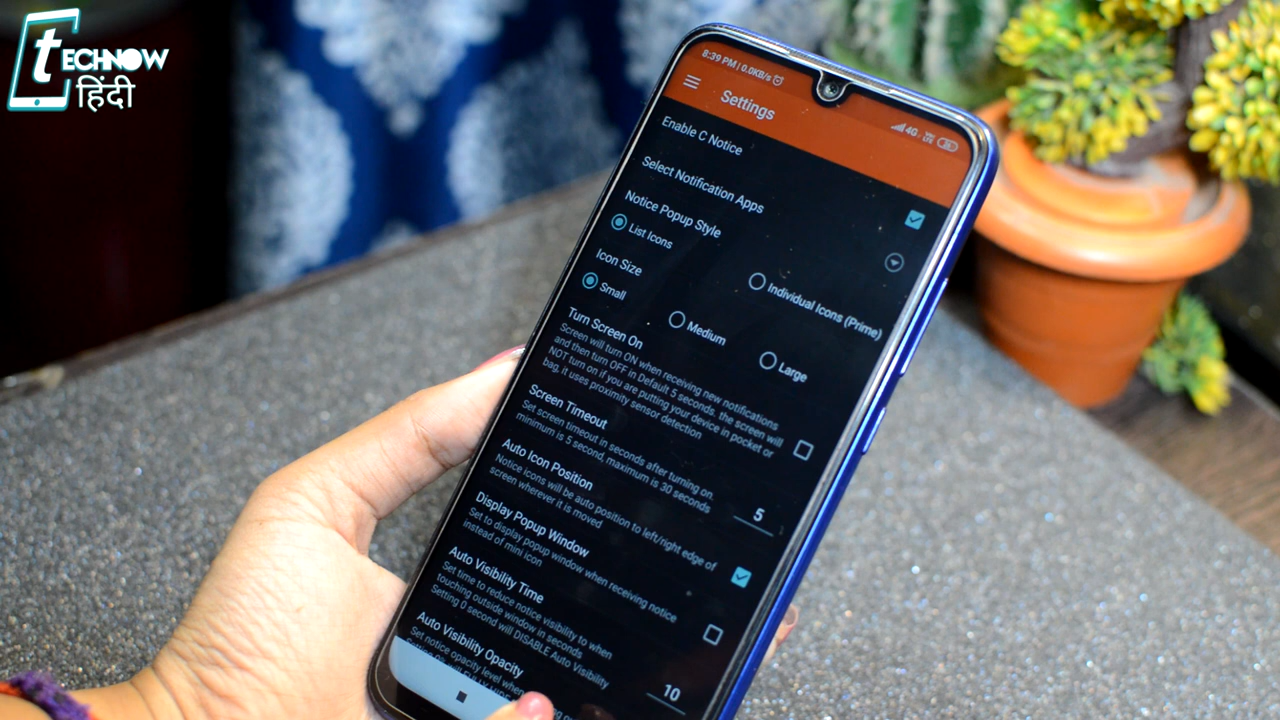 tECHNOW
हिंदी
8:39 PM | 0.0KB/s
4G
Settings
Enable C Notice
Select Notification Apps
Notice Popup Style
List Icons
Individual Icons (Prime)
Icon Size
Small
Medium
Large
Turn Screen On
Screen will turn ON when receiving new notifications
and then turn OFF in Default 5 seconds. the screen will
NOT turn on if you are putting your device in pocket or
bag, it uses proximity sensor detection
Screen Timeout
Set screen timeout in seconds after turning on.
minimum is 5 second, maximum is 30 seconds
5
Auto Icon Position
Notice icons will be auto position to left/right edge of
screen wherever it is moved
Display Popup Window
Set to display popup window when receiving notice
instead of mini icon
Auto Visibility Time
Set time to reduce notice visibility to when
touching outside window in seconds
Setting 0 second will DISABLE Auto Visibility
10
Auto Visibility Opacity
Set notice opacity level when